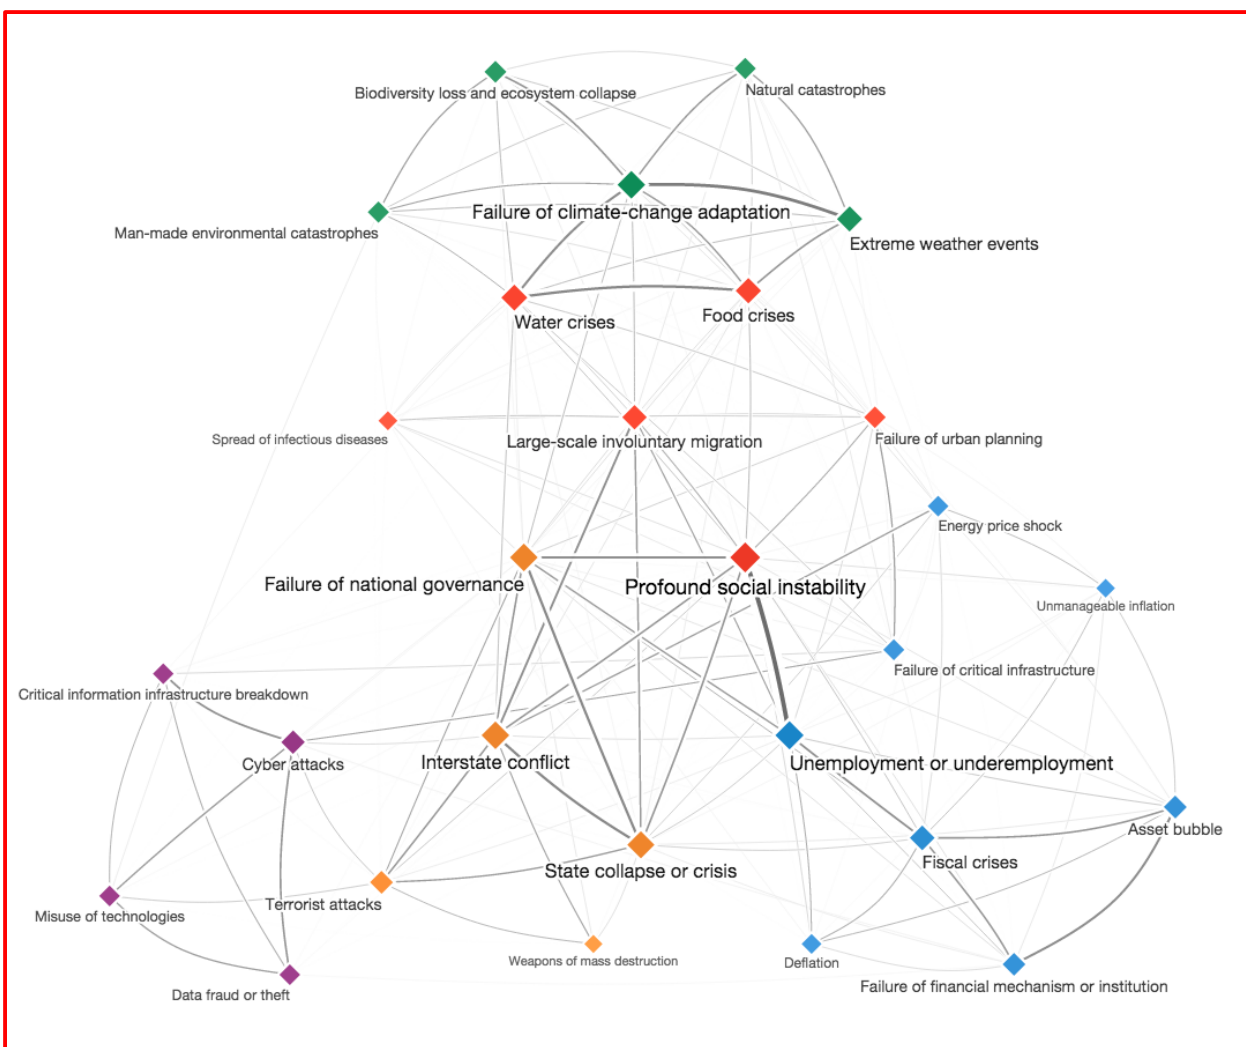 Biodiversity loss and ecosystem collapse
Natural catastrophes
Failure of climate-change adaptation
Man-made environmental catastrophes
Extreme weather events
Water crises
Food crises
Spread of infectious diseases
Large-scale involuntary migration
Failure of urban planning
Energy price shock
Failure of national governance
Profound social instability
Unmanageable inflation
Failure of critical infrastructure
Critical information infrastructure breakdown
Cyber attacks
Interstate conflict
Unemployment or underemployment
Asset bubble
State collapse or crisis
Fiscal crises
Misuse of technologies
Terrorist attacks
Weapons of mass destruction
Deflation
Data fraud or theft
Failure of financial mechanism or institution